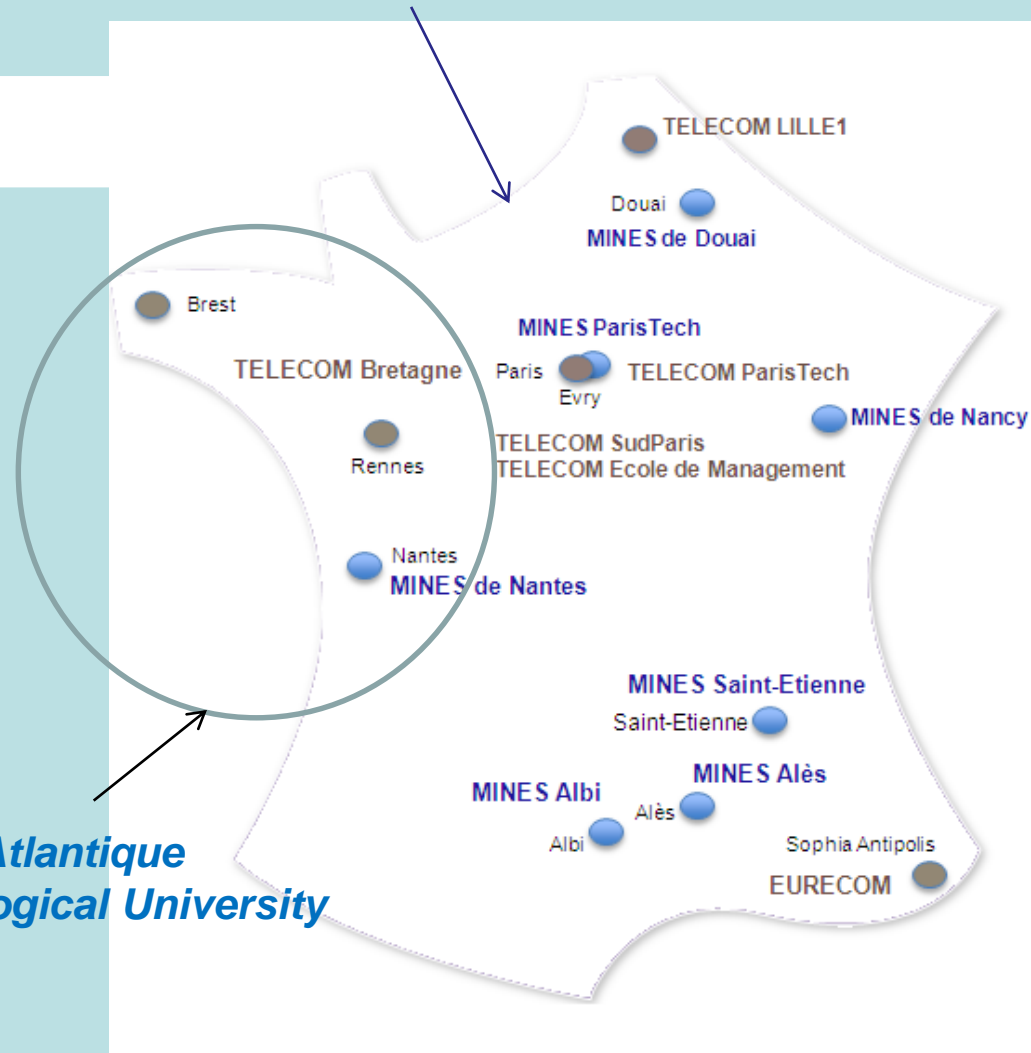 TELECOM LILLE1
Douai
MINES de Douai
Brest
MINES ParisTech
TELECOM Bretagne
Paris
TELECOM ParisTech
Evry
MINES de Nancy
Rennes
TELECOM SudParis
TELECOM Ecole de Management
Nantes
MINES de Nantes
MINES Saint-Etienne
Saint-Etienne
MINES Alès
MINES Albi
Alès
Albi
Sophia Antipolis
EURECOM
Atlantique
ogical University